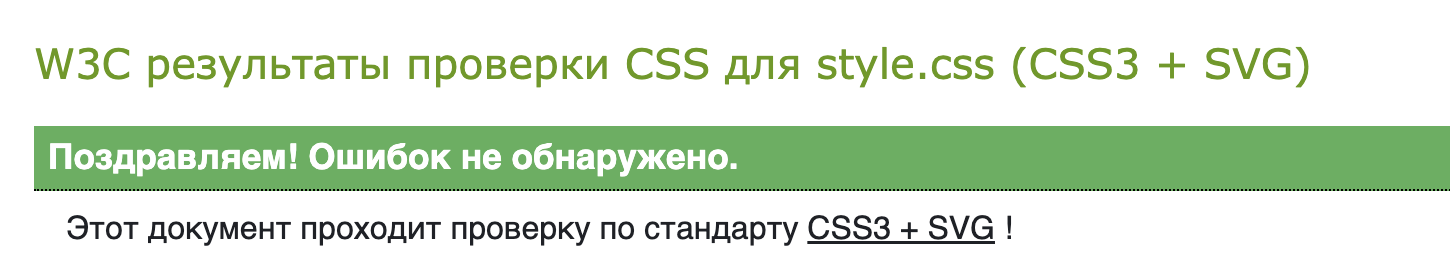 W3C результаты проверки CSS для style.css (CSS3 + SVG)
Поздравляем! Ошибок не обнаружено.
Этот документ проходит проверку по стандарту CSS3 + SVG !